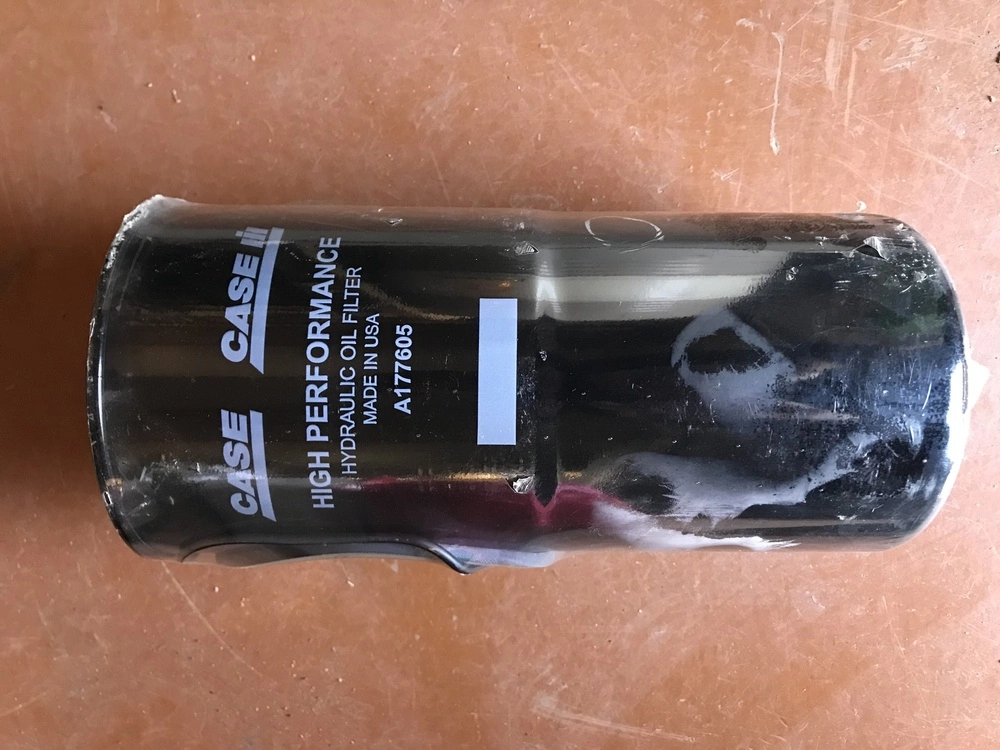 CASE CASE IH
HIGH PERFORMANCE
HYDRAULIC OIL FILTER
MADE IN USA
A177605